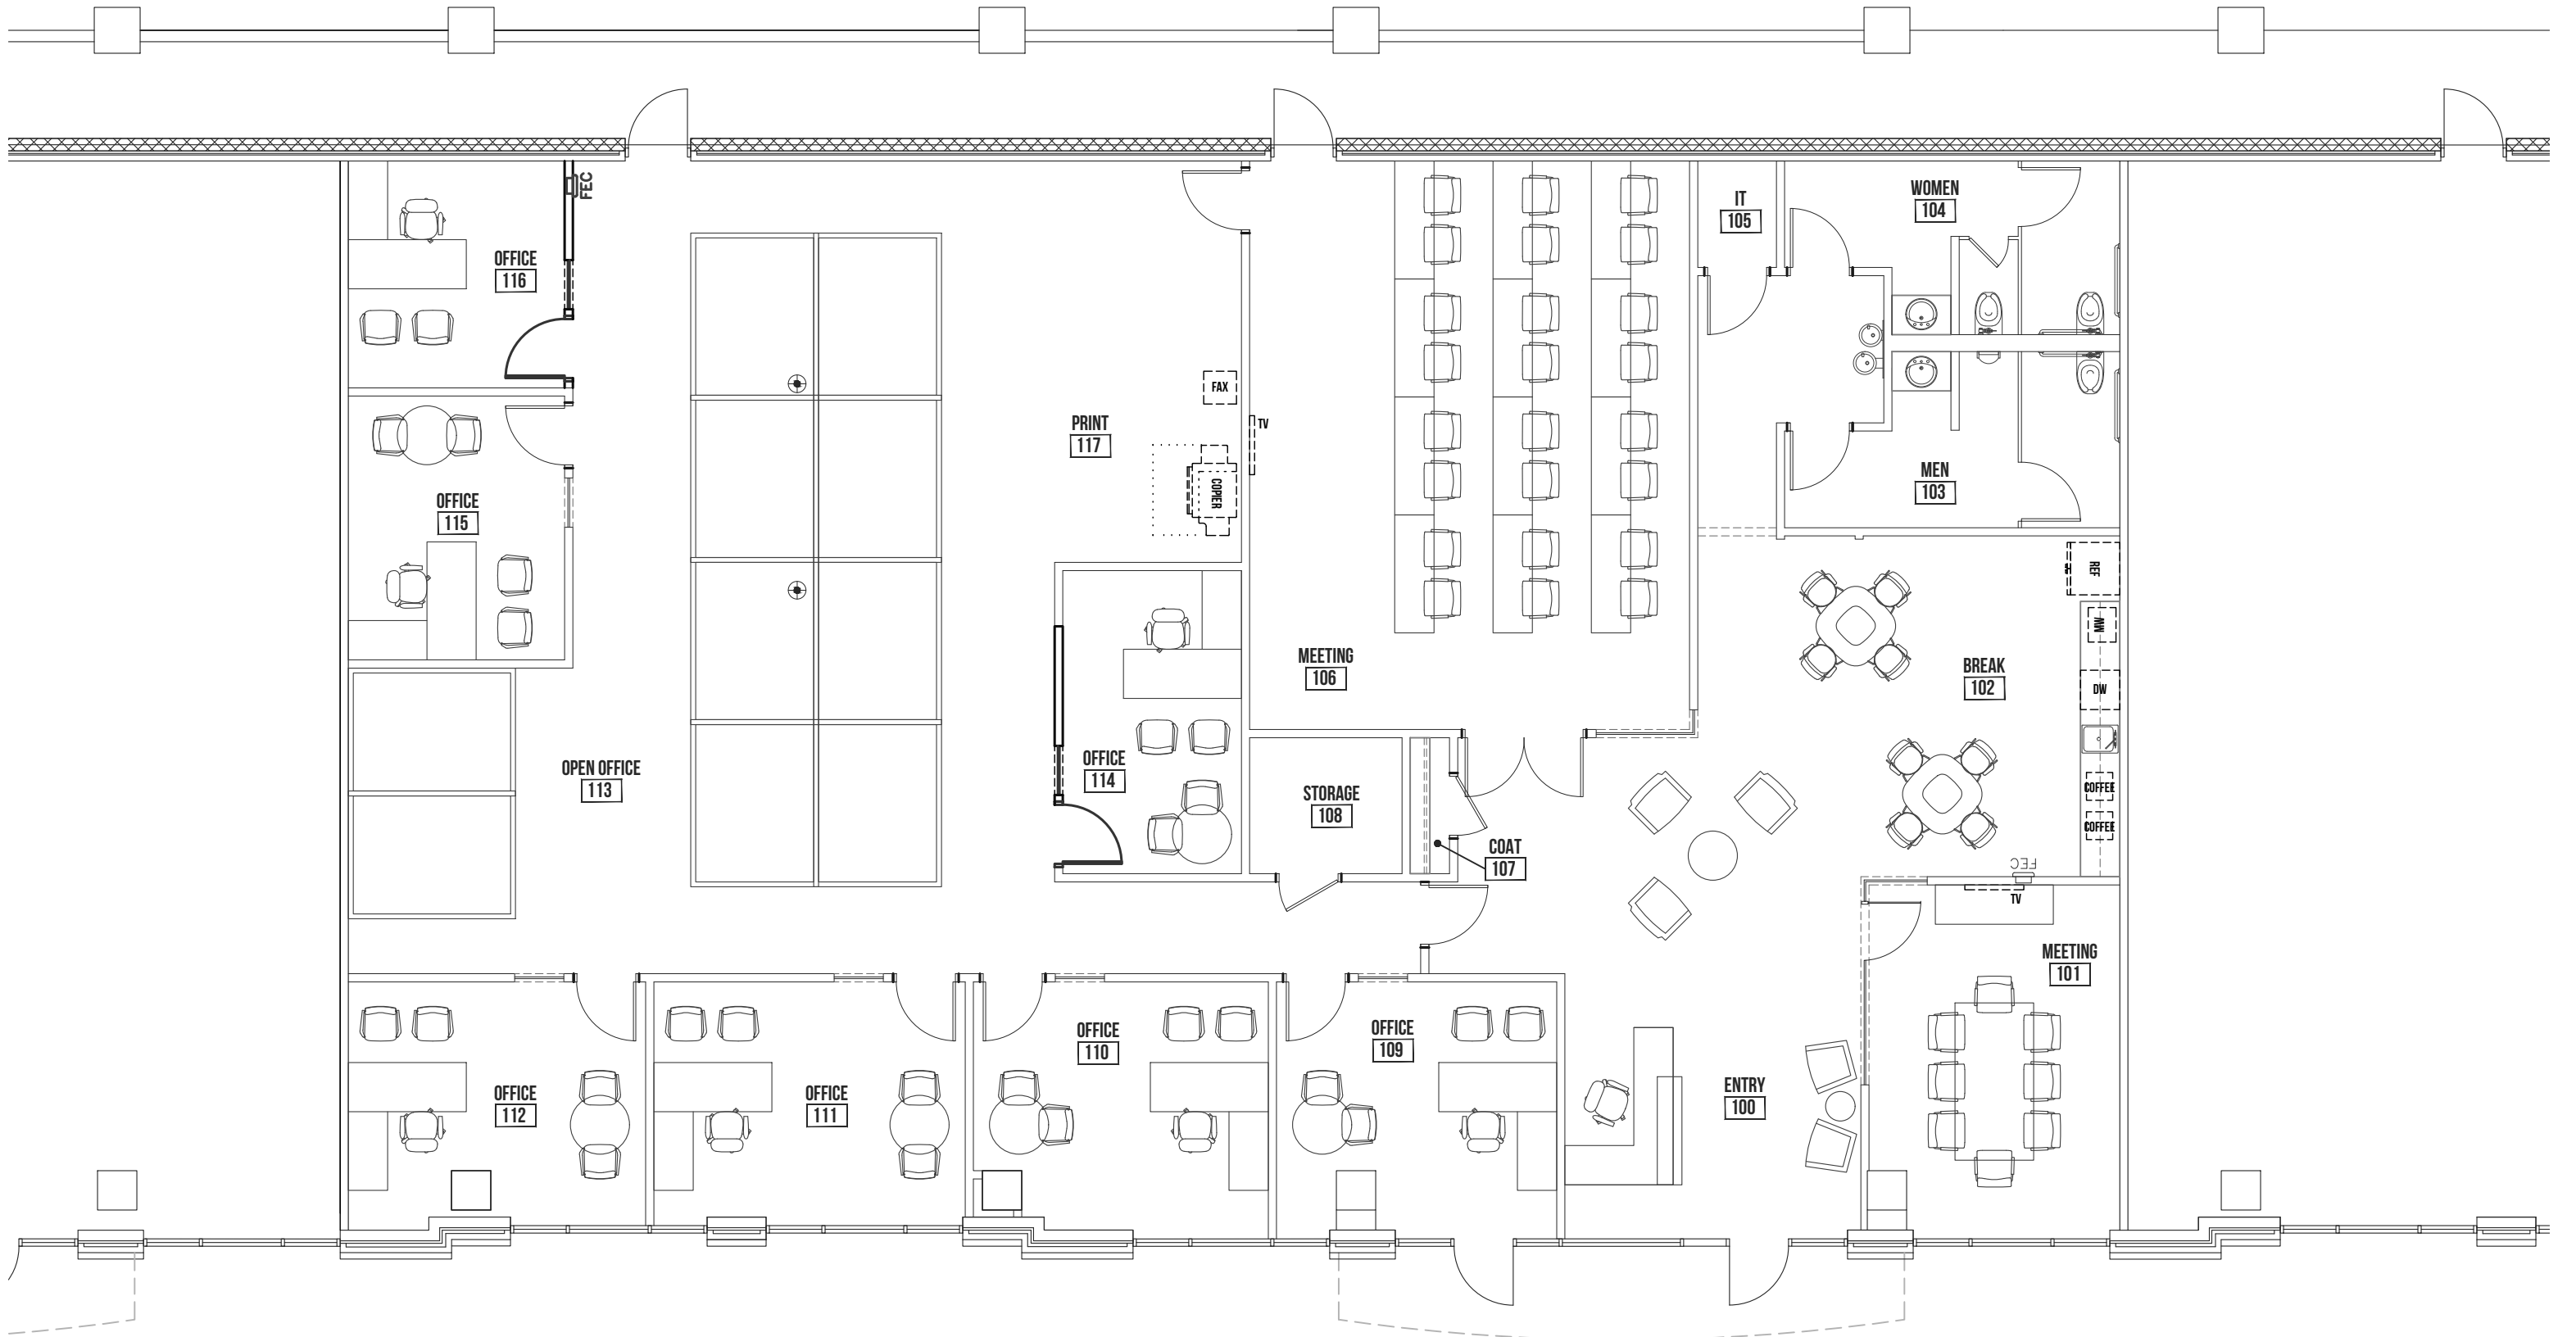 FEC
OFFICE
116
OFFICE
115
OPEN OFFICE
113
PRINT
117
FAX
TV
COPIER
OFFICE
114
MEETING
106
STORAGE
108
COAT
107
IT
105
WOMEN
104
MEN
103
REF
MW
DW
COFFEE
COFFEE
BREAK
102
FEC
TV
MEETING
101
ENTRY
100
OFFICE
109
OFFICE
110
OFFICE
111
OFFICE
112